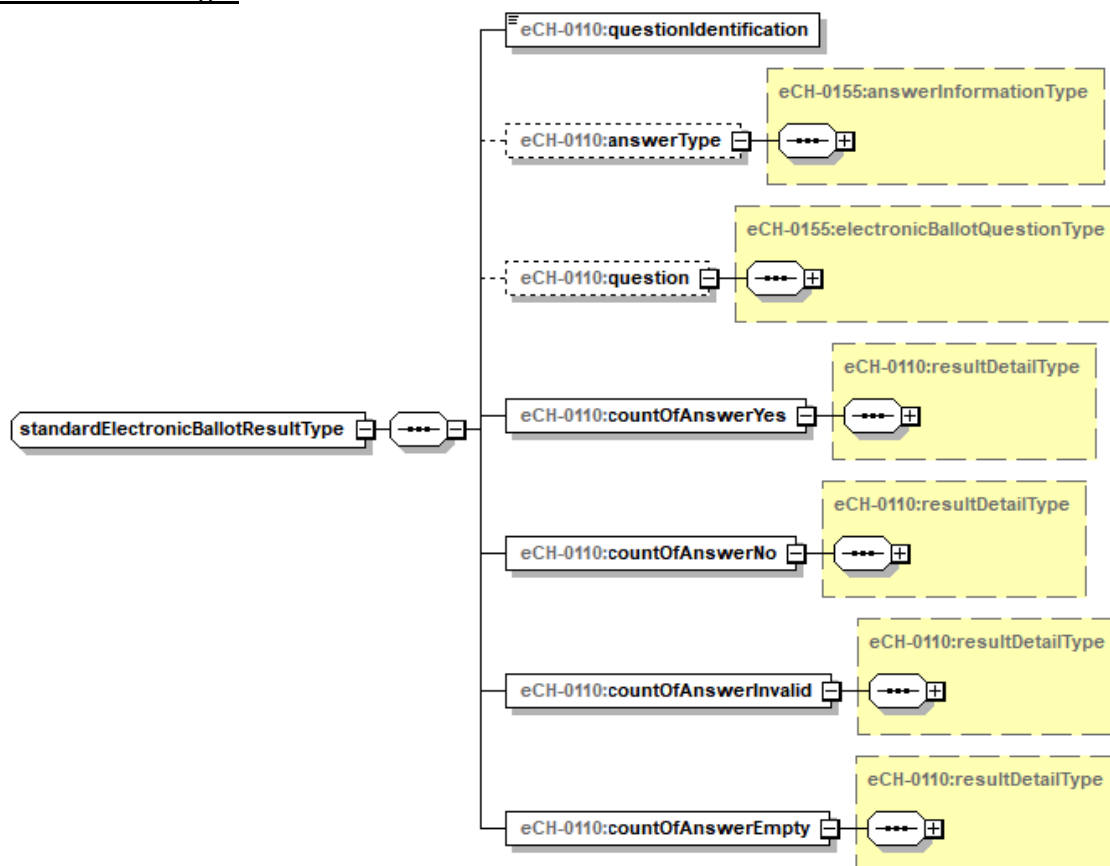 eCH-0110:questionIdentification
eCH-0155:answerInformationType
eCH-0110:answerType
eCH-0155:electronicBallotQuestionType
eCH-0110:question
eCH-0110:resultDetailType
eCH-0110:countOfAnswerYes
standardElectronicBallotResultType
eCH-0110:resultDetailType
eCH-0110:countOfAnswerNo
eCH-0110:resultDetailType
eCH-0110:countOfAnswerInvalid
eCH-0110:resultDetailType
eCH-0110:countOfAnswerEmpty